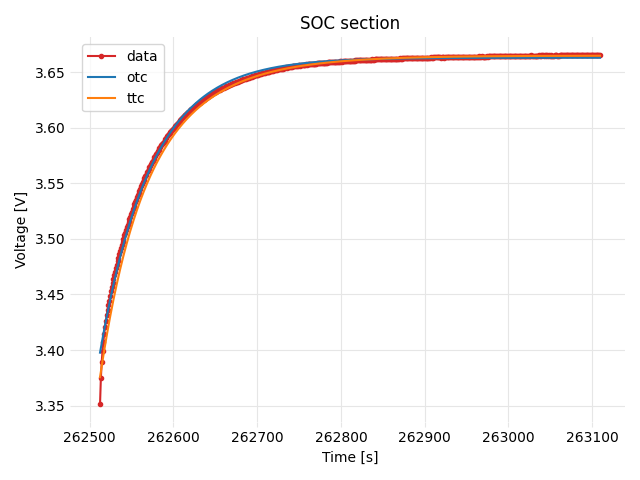 SOC section
data
otc
ttc
Voltage [V]
3.65
3.60
3.55
3.50
3.45
3.40
3.35
262500 262600 262700 262800 262900 263000 263100
Time [s]